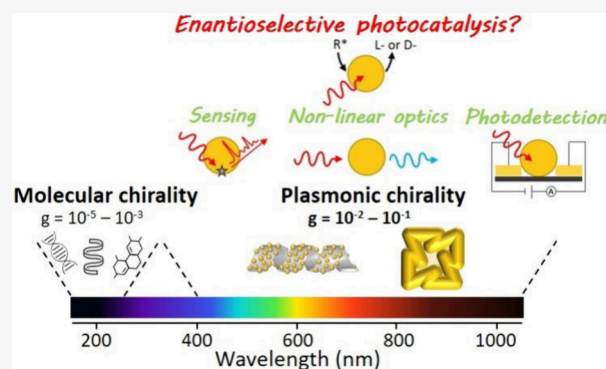 Enantioselective photocatalysis?
R* L- or D-
Sensing Non-linear optics Photodetection
Molecular chirality Plasmonic chirality
g = 10⁻⁵ – 10⁻³ g = 10⁻² – 10⁻¹
A
200 400 600 800 1000
Wavelength (nm)